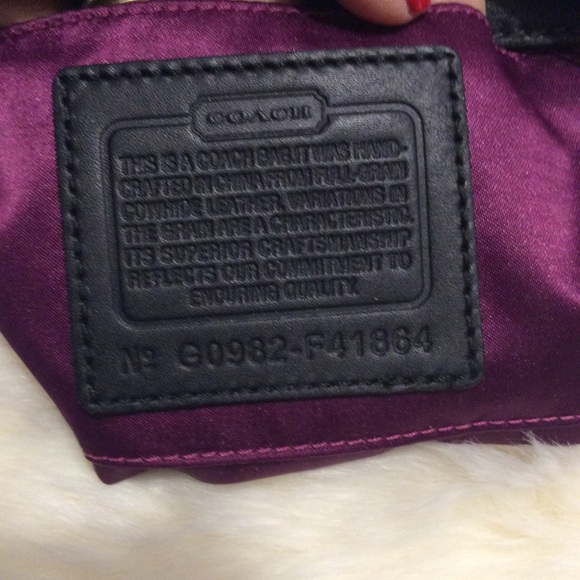 COACH
THIS IS A COACH BAG.IT WAS HAND-
CRAFTED IN CHINA FROM FULL-GRAIN
COWHIDE LEATHER. VARIATIONS IN
THE GRAIN ARE A CHARACTERISTIC.
ITS SUPERIOR CRAFTSMANSHIP
REFLECTS OUR COMMITMENT TO
ENDURING QUALITY.
Nº G0982-F41864